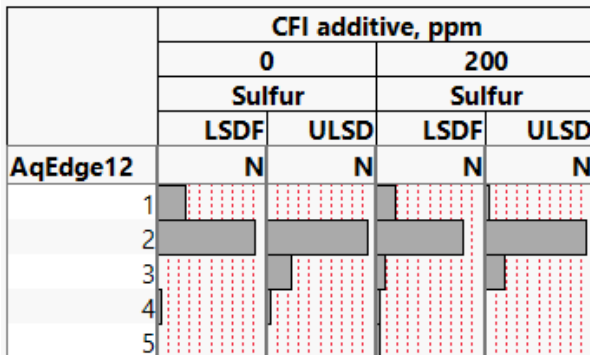 CFI additive, ppm
0 200
Sulfur Sulfur
LSDF ULSD LSDF ULSD
AqEdge12 N N N N
1
2
3
4
5